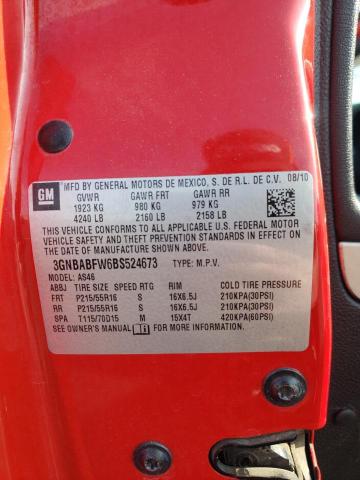 GM
MFD BY GENERAL MOTORS DE MEXICO, S. DE R.L. DE C.V. 08/10
GVWR GAWR FRT GAWR RR
1923 KG 980 KG 979 KG
4240 LB 2160 LB 2158 LB
THIS VEHICLE CONFORMS TO ALL APPLICABLE U.S. FEDERAL MOTOR
VEHICLE SAFETY, BUMPER, AND THEFT PREVENTION STANDARDS IN EFFECT ON
THE DATE OF MANUFACTURE SHOWN ABOVE.
3GNBABFW6BS524673 TYPE: M.P.V.
MODEL: AS46
ABBJ TIRE SIZE SPEED RTG RIM COLD TIRE PRESSURE
FRT P215/55R16 S 16X6.5J 210KPA(30PSI)
RR P215/55R16 S 16X6.5J 210KPA(30PSI)
SPA T115/70D15 M 15X4T 420KPA(60PSI)
SEE OWNER'S MANUAL FOR MORE INFORMATION.